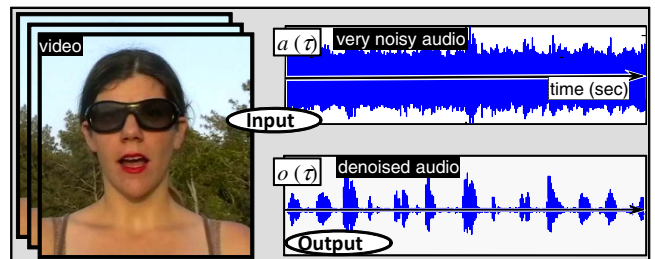 video
a (τ)
very noisy audio
time (sec)
Input
o (τ)
denoised audio
Output